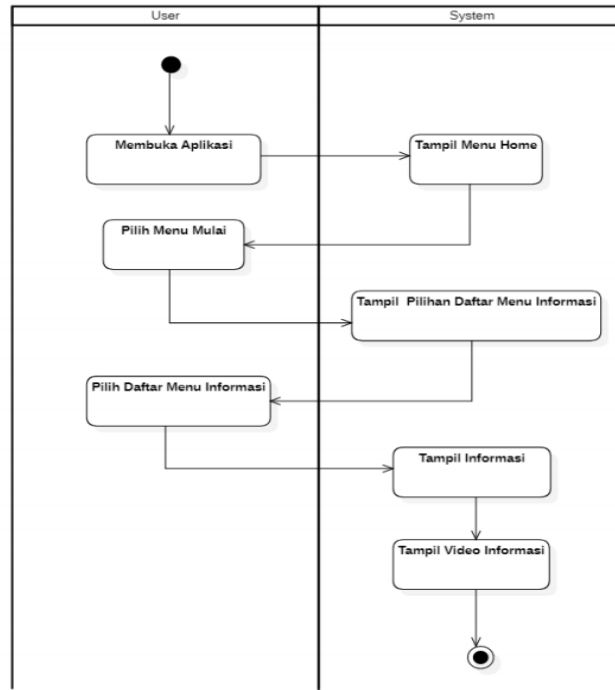 User
System
Membuka Aplikasi
Tampil Menu Home
Pilih Menu Mulai
Tampil  Pilihan Daftar Menu Informasi
Pilih Daftar Menu Informasi
Tampil Informasi
Tampil Video Informasi